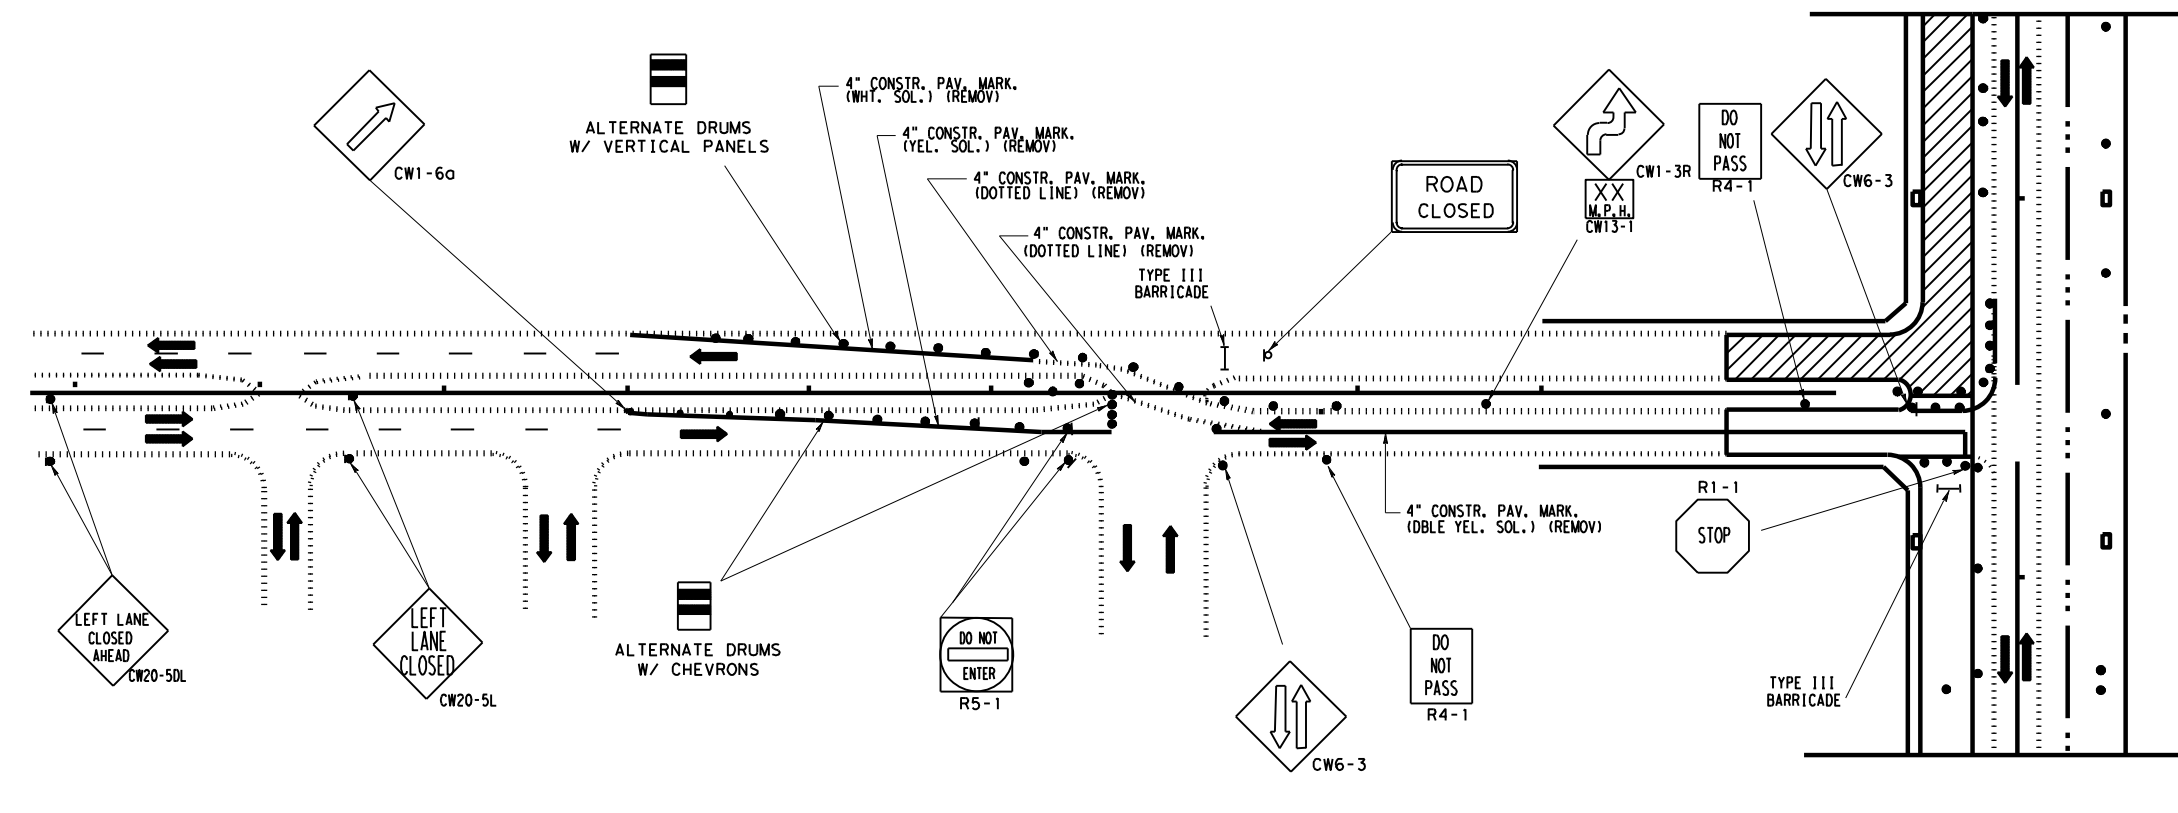 CW1-6a
ALTERNATE DRUMS
W/ VERTICAL PANELS
4" CONSTR. PAV. MARK.
(WHT. SOL.) (REMOV)
4" CONSTR. PAV. MARK.
(YEL. SOL.) (REMOV)
4" CONSTR. PAV. MARK.
(DOTTED LINE) (REMOV)
4" CONSTR. PAV. MARK.
(DOTTED LINE) (REMOV)
TYPE III
BARRICADE
ROAD
CLOSED
CW1-3R
XX
M.P.H.
CW13-1
DO
NOT
PASS
R4-1
CW6-3
LEFT LANE
CLOSED
AHEAD
CW20-5DL
LEFT
LANE
CLOSED
CW20-5L
ALTERNATE DRUMS
W/ CHEVRONS
DO NOT
ENTER
R5-1
CW6-3
DO
NOT
PASS
R4-1
4" CONSTR. PAV. MARK.
(DBLE YEL. SOL.) (REMOV)
R1-1
STOP
TYPE III
BARRICADE